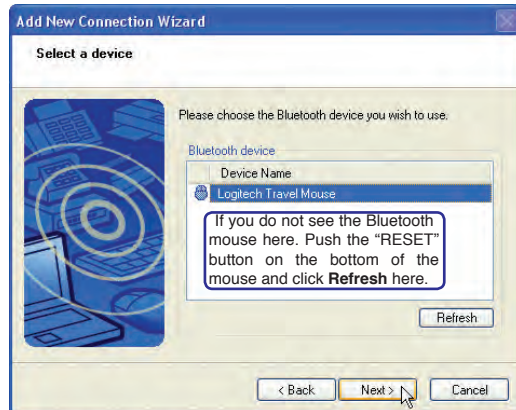 Add New Connection Wizard
Select a device
Please choose the Bluetooth device you wish to use.
Bluetooth device
Device Name
Logitech Travel Mouse
If you do not see the Bluetooth
mouse here. Push the “RESET”
button on the bottom of the
mouse and click Refresh here.
Refresh
< Back Next > Cancel